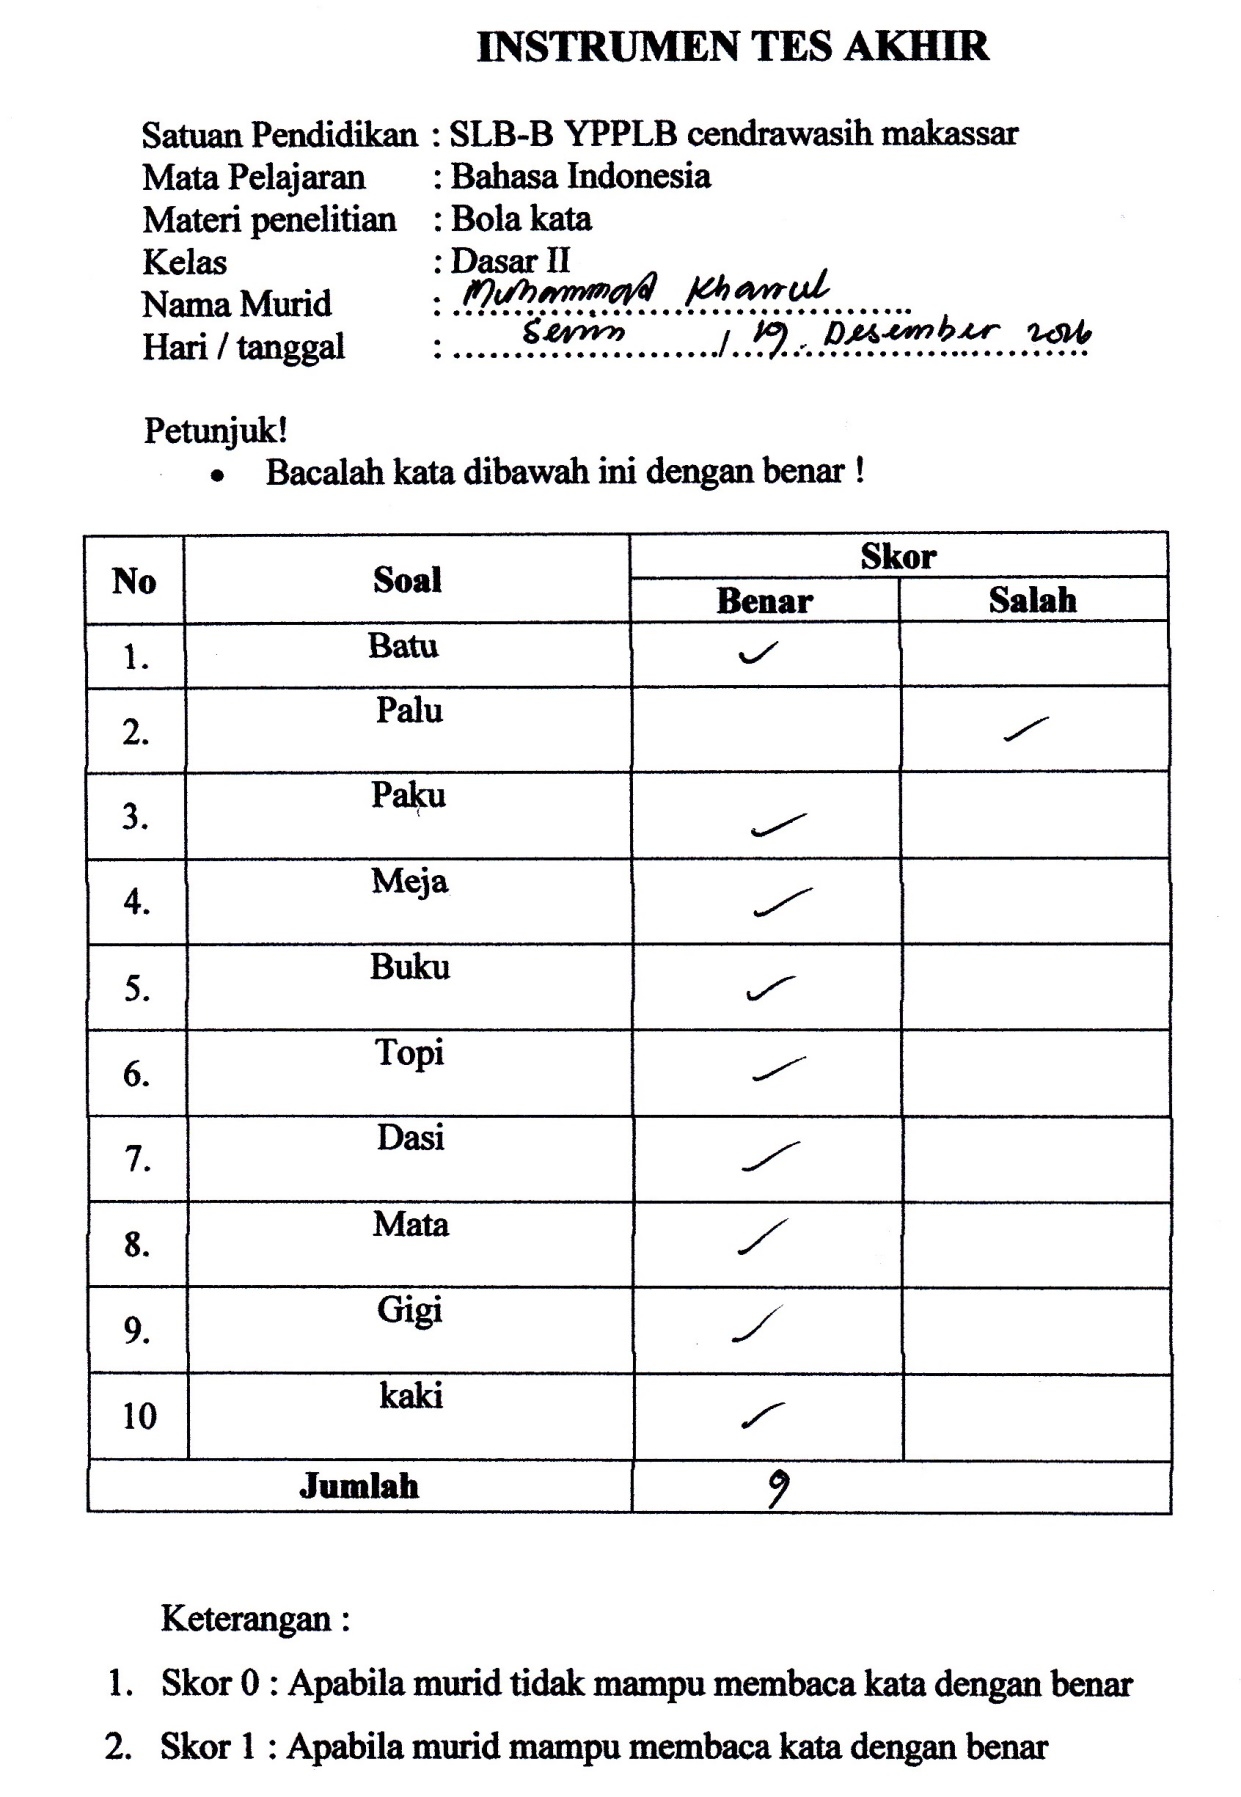 INSTRUMEN TES AKHIR
Satuan Pendidikan : SLB-B YPPLB cendrawasih makassar
Mata Pelajaran : Bahasa Indonesia
Materi penelitian : Bola kata
Kelas : Dasar II
Nama Murid : Muhammad Khairul
Hari / tanggal : Senin / 19. Desember 2016
Petunjuk!
• Bacalah kata dibawah ini dengan benar !
No Soal Skor
Benar Salah
1. Batu ✓
2. Palu ✓
3. Paku ✓
4. Meja ✓
5. Buku ✓
6. Topi ✓
7. Dasi ✓
8. Mata ✓
9. Gigi ✓
10 kaki ✓
Jumlah 9
Keterangan :
1. Skor 0 : Apabila murid tidak mampu membaca kata dengan benar
2. Skor 1 : Apabila murid mampu membaca kata dengan benar